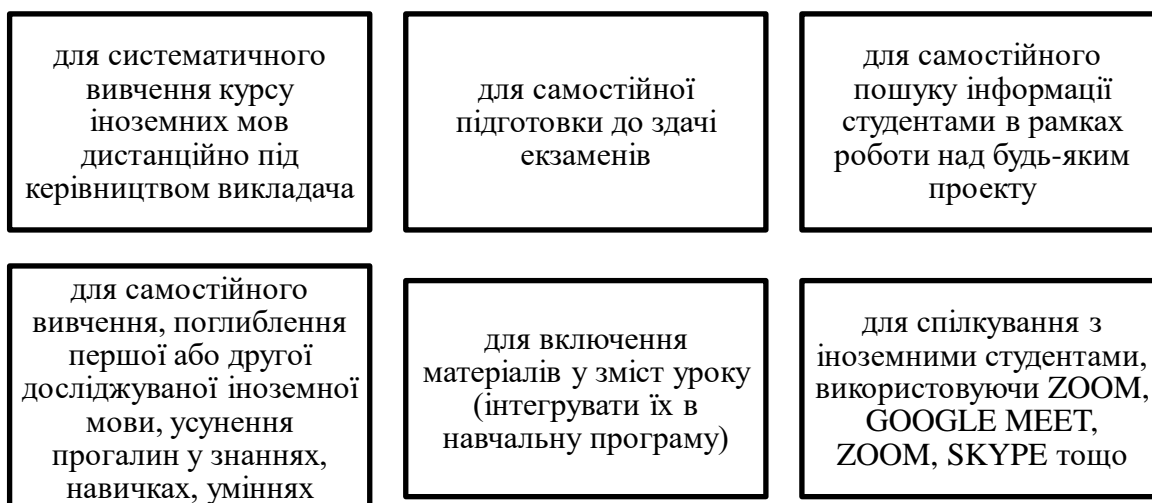 для систематичного
вивчення курсу
іноземних мов
дистанційно під
керівництвом викладача
для самостійної
підготовки до здачі
екзаменів
для самостійного
пошуку інформації
студентами в рамках
роботи над будь-яким
проекту
для самостійного
вивчення, поглиблення
першої або другої
досліджуваної іноземної
мови, усунення
прогалин у знаннях,
навичках, уміннях
для включення
матеріалів у зміст уроку
(інтегрувати їх в
навчальну програму)
для спілкування з
іноземними студентами,
використовуючи ZOOM,
GOOGLE MEET,
ZOOM, SKYPE тощо